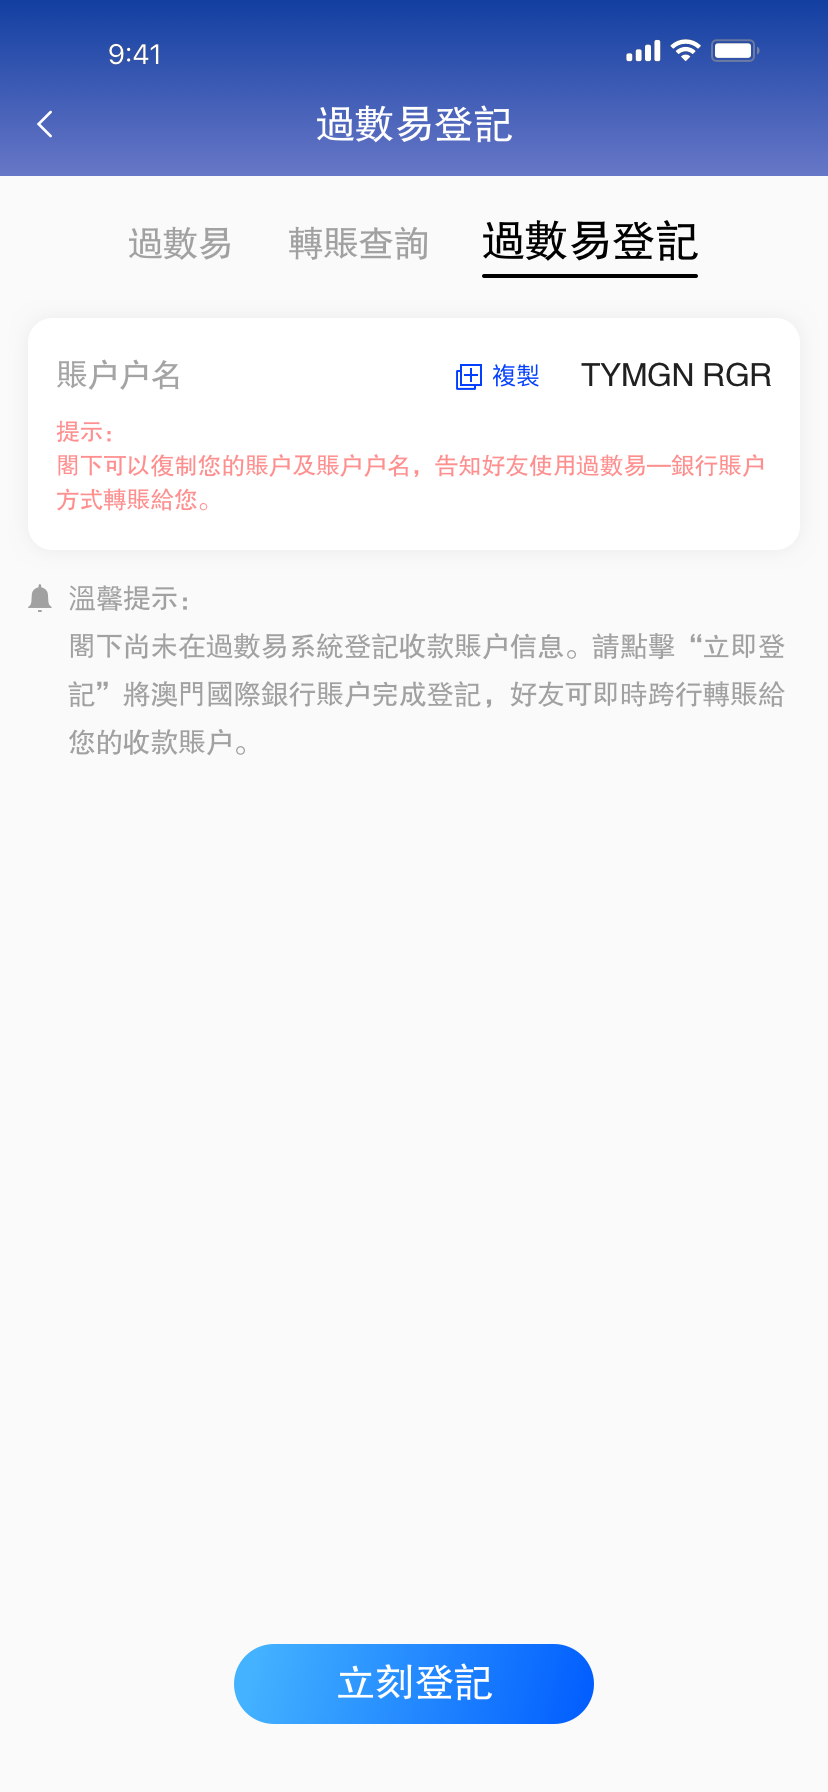 9:41
過數易登記
過數易 轉賬查詢 過數易登記
賬户户名 複製 TYMGN RGR
提示：
閣下可以復制您的賬户及賬户户名，告知好友使用過數易—銀行賬户
方式轉賬給您。
溫馨提示：
閣下尚未在過數易系統登記收款賬户信息。請點擊“立即登
記”將澳門國際銀行賬户完成登記，好友可即時跨行轉賬給
您的收款賬户。
立刻登記